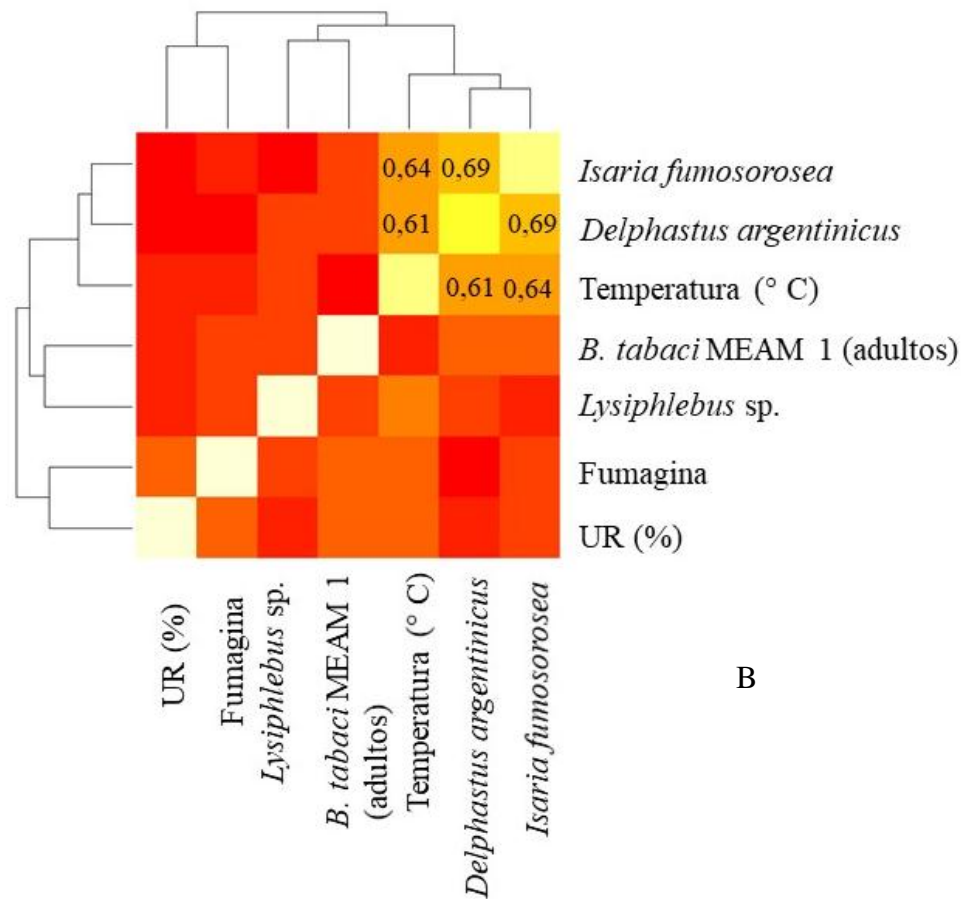 0,64 0,69 Isaria fumosorosea
0,61 0,69 Delphastus argentinicus
0,61 0,64 Temperatura (° C)
B. tabaci MEAM 1 (adultos)
Lysiphlebus sp.
Fumagina
UR (%)
UR (%)
Fumagina
Lysiphlebus sp.
B. tabaci MEAM 1
(adultos)
Temperatura (° C)
Delphastus argentinicus
Isaria fumosorosea
B